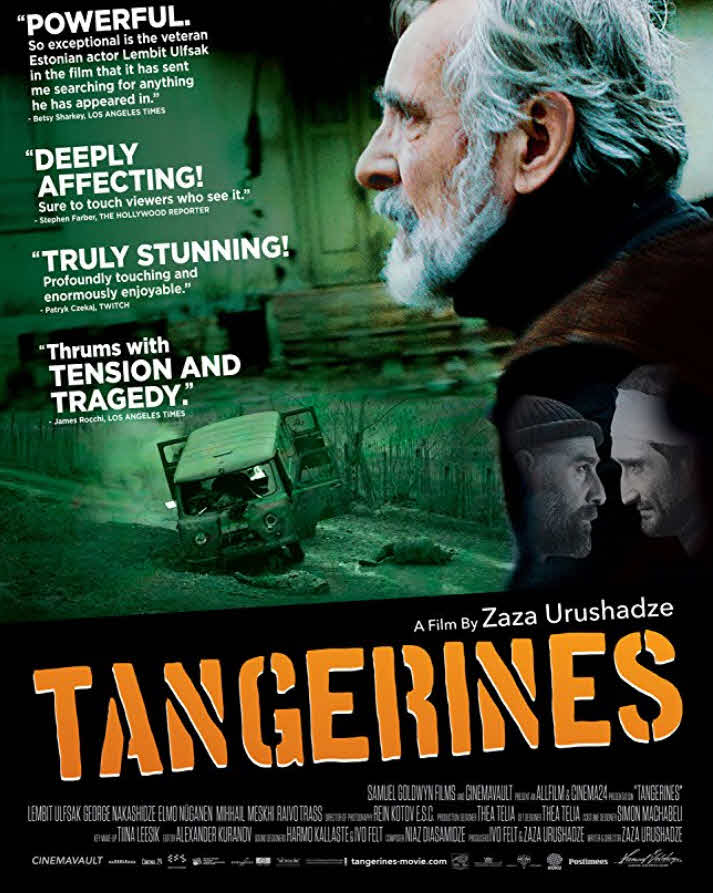 “POWERFUL.
So exceptional is the veteran
Estonian actor Lembit Ulfsak
in the film that it has sent
me searching for anything
he has appeared in.”
- Betsy Sharkey, LOS ANGELES TIMES
“DEEPLY
AFFECTING!
Sure to touch viewers who see it.”
- Stephen Farber, THE HOLLYWOOD REPORTER
“TRULY STUNNING!
Profoundly touching and
enormously enjoyable.”
- Patryk Czekaj, TWITCH
“Thrums with
TENSION AND
TRAGEDY.”
- James Rocchi, LOS ANGELES TIMES
A Film By Zaza Urushadze
TANGERINES
SAMUEL GOLDWYN FILMS AND CINEMAVAULT PRESENT AN ALLFILM & CINEMA24 PRESENTATION "TANGERINES"
LEMBIT ULFSAK GEORGE NAKASHIDZE ELMO NÜGANEN MIHHAIL MESKHI RAIVO TRASS DIRECTOR OF PHOTOGRAPHY REIN KOTOV E.S.C. PRODUCTION DESIGNER THEA TELIA SET DESIGNER THEA TELIA COSTUME DESIGNER SIMON MACHABELI
KEY MAKE-UP TIINA LEESIK EDITOR ALEXANDER KURANOV SOUND DESIGNER HARMO KALLASTE & IVO FELT COMPOSER NIAZ DIASAMIDZE PRODUCERS IVO FELT & ZAZA URUSHADZE WRITER & DIRECTOR ZAZA URUSHADZE
CINEMAVAULT CINEMA 24 tangerines-movie.com Postimees